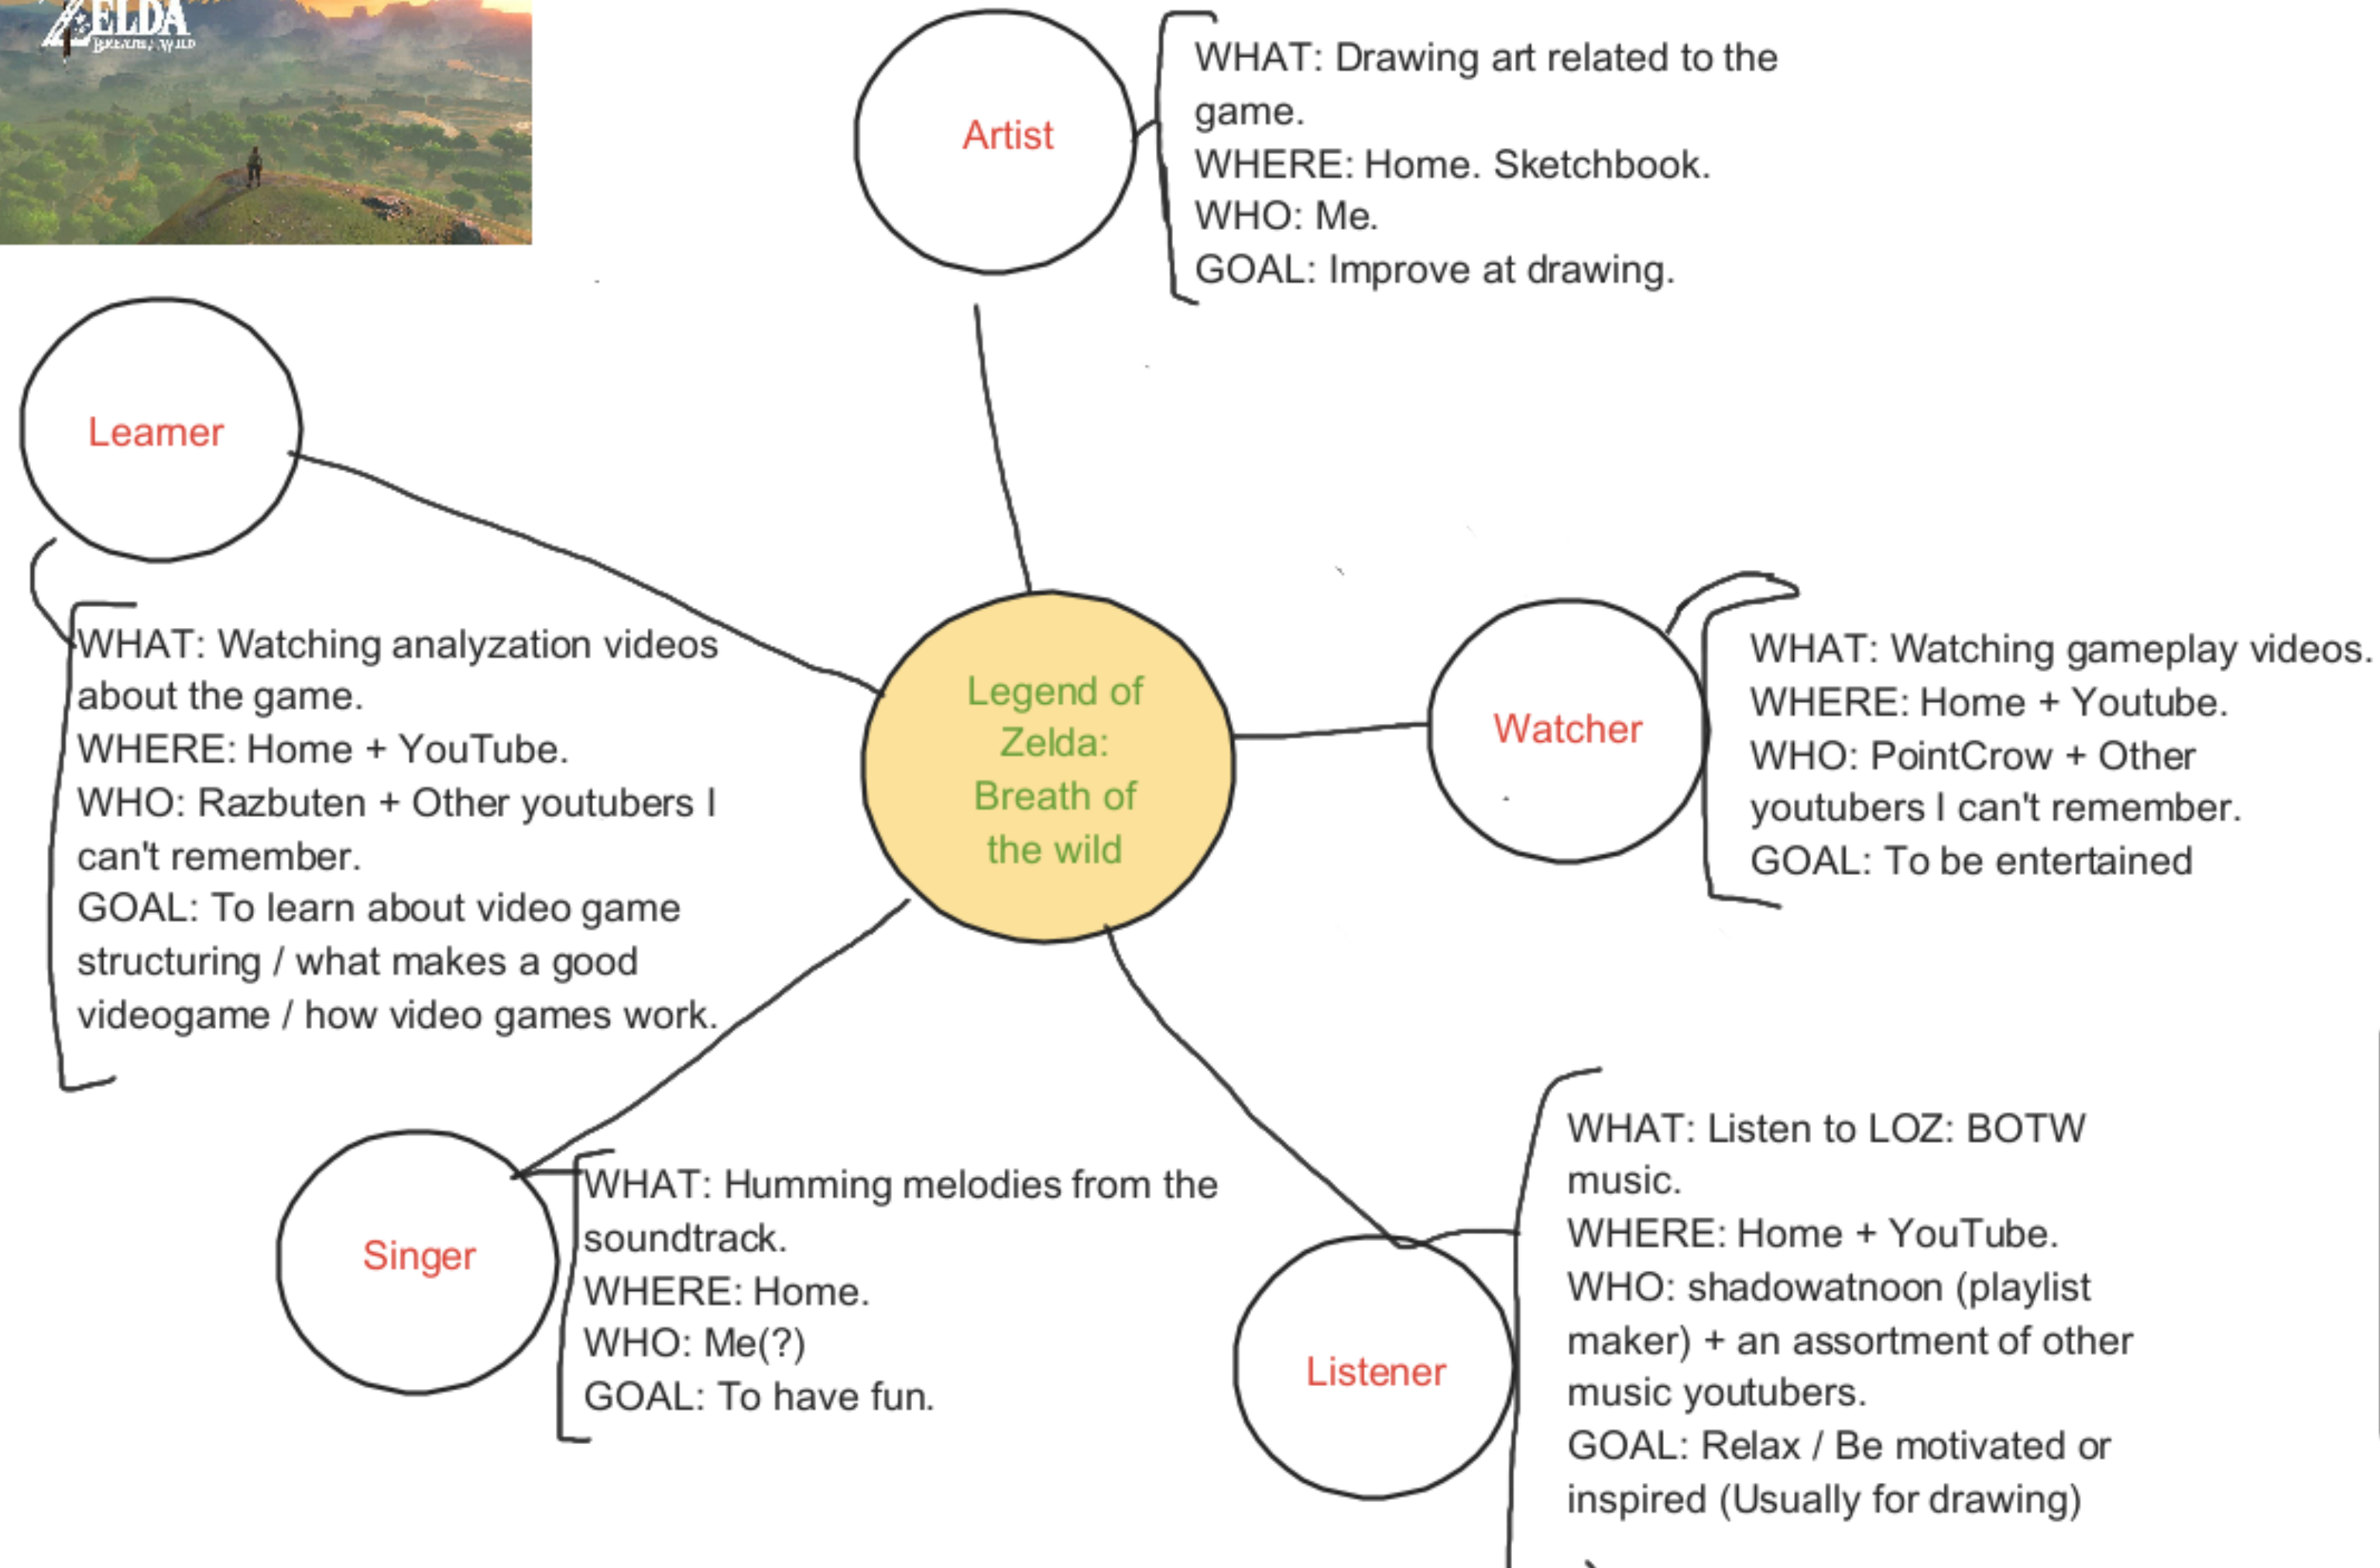 ZELDA
BREATH WILD
Artist
WHAT: Drawing art related to the
game.
WHERE: Home. Sketchbook.
WHO: Me.
GOAL: Improve at drawing.
Learner
WHAT: Watching analyzation videos
about the game.
WHERE: Home + YouTube.
WHO: Razbuten + Other youtubers I
can't remember.
GOAL: To learn about video game
structuring / what makes a good
videogame / how video games work.
Legend of
Zelda:
Breath of
the wild
Watcher
WHAT: Watching gameplay videos.
WHERE: Home + Youtube.
WHO: PointCrow + Other
youtubers I can't remember.
GOAL: To be entertained
Singer
WHAT: Humming melodies from the
soundtrack.
WHERE: Home.
WHO: Me(?)
GOAL: To have fun.
Listener
WHAT: Listen to LOZ: BOTW
music.
WHERE: Home + YouTube.
WHO: shadowatnoon (playlist
maker) + an assortment of other
music youtubers.
GOAL: Relax / Be motivated or
inspired (Usually for drawing)